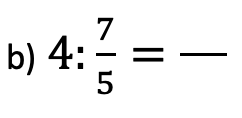 b) 4: 7/5 = —